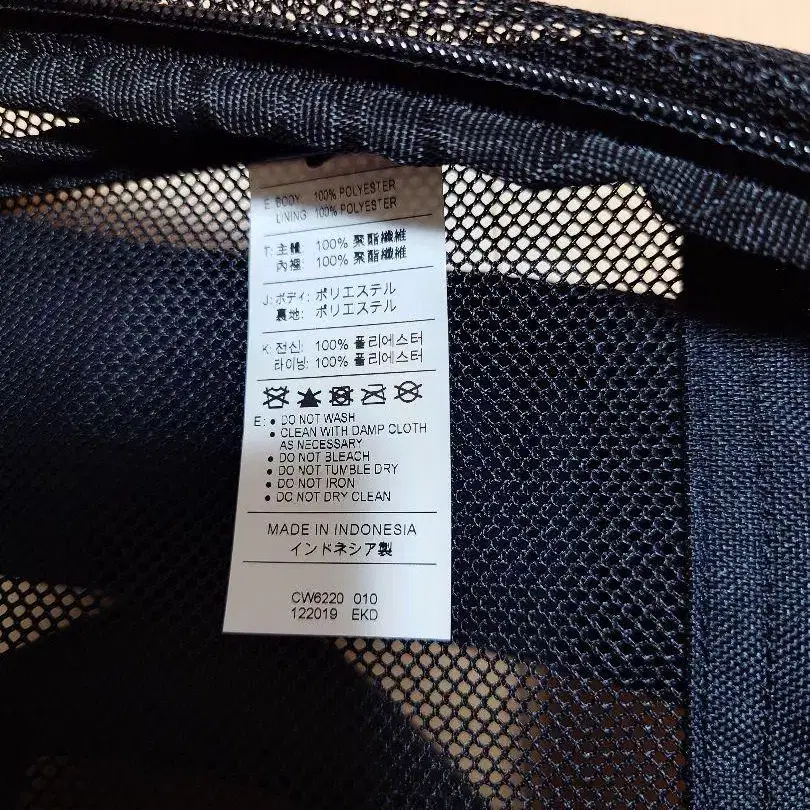 E: BODY: 100% POLYESTER
LINING: 100% POLYESTER
T: 主體: 100% 聚酯纖維
內裡: 100% 聚酯纖維
J: ボディ: ポリエステル
裏地: ポリエステル
K: 전신: 100% 폴리에스터
라이닝: 100% 폴리에스터
E: • DO NOT WASH
• CLEAN WITH DAMP CLOTH
AS NECESSARY
• DO NOT BLEACH
• DO NOT TUMBLE DRY
• DO NOT IRON
• DO NOT DRY CLEAN
MADE IN INDONESIA
インドネシア製
CW6220 010
122019 EKD